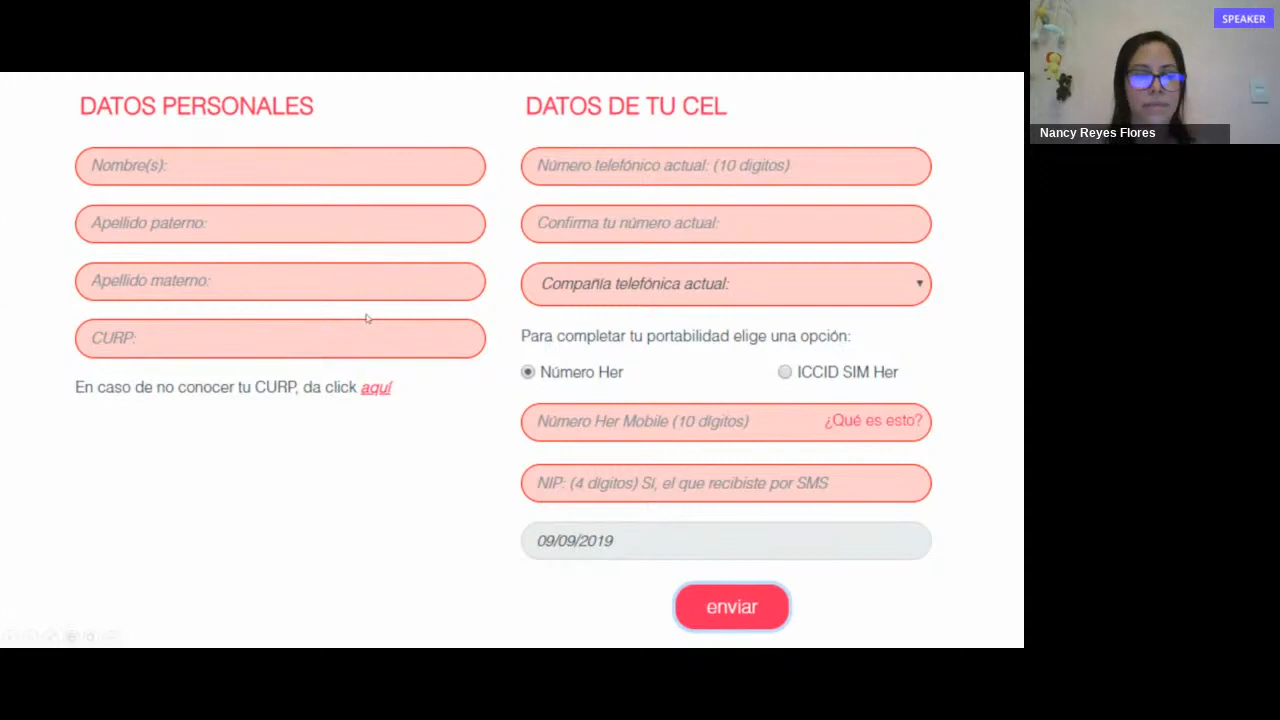 DATOS PERSONALES
Nombre(s):
Apellido paterno:
Apellido materno:
CURP:
En caso de no conocer tu CURP, da click aquí
DATOS DE TU CEL
Número telefónico actual: (10 dígitos)
Confirma tu número actual:
Compañía telefónica actual:
Para completar tu portabilidad elige una opción:
Número Her
ICCID SIM Her
Número Her Mobile (10 dígitos) ¿Qué es esto?
NIP: (4 dígitos) Sí, el que recibiste por SMS
09/09/2019
enviar
SPEAKER
Nancy Reyes Flores